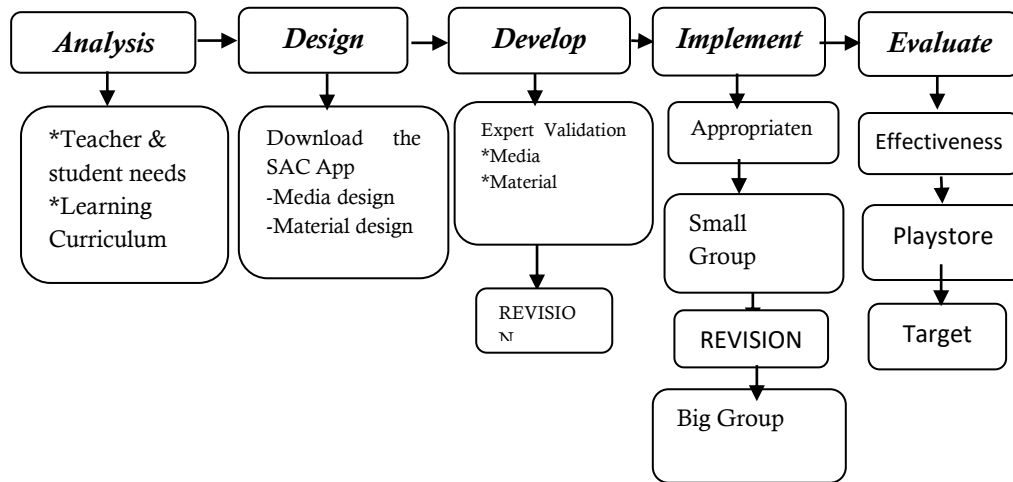 Analysis
Design
Develop
Implement
Evaluate
*Teacher &
student needs
*Learning
Curriculum
Download the
SAC App
-Media design
-Material design
Expert Validation
*Media
*Material
REVISIO
N
Appropriaten
Small
Group
REVISION
Big Group
Effectiveness
Playstore
Target